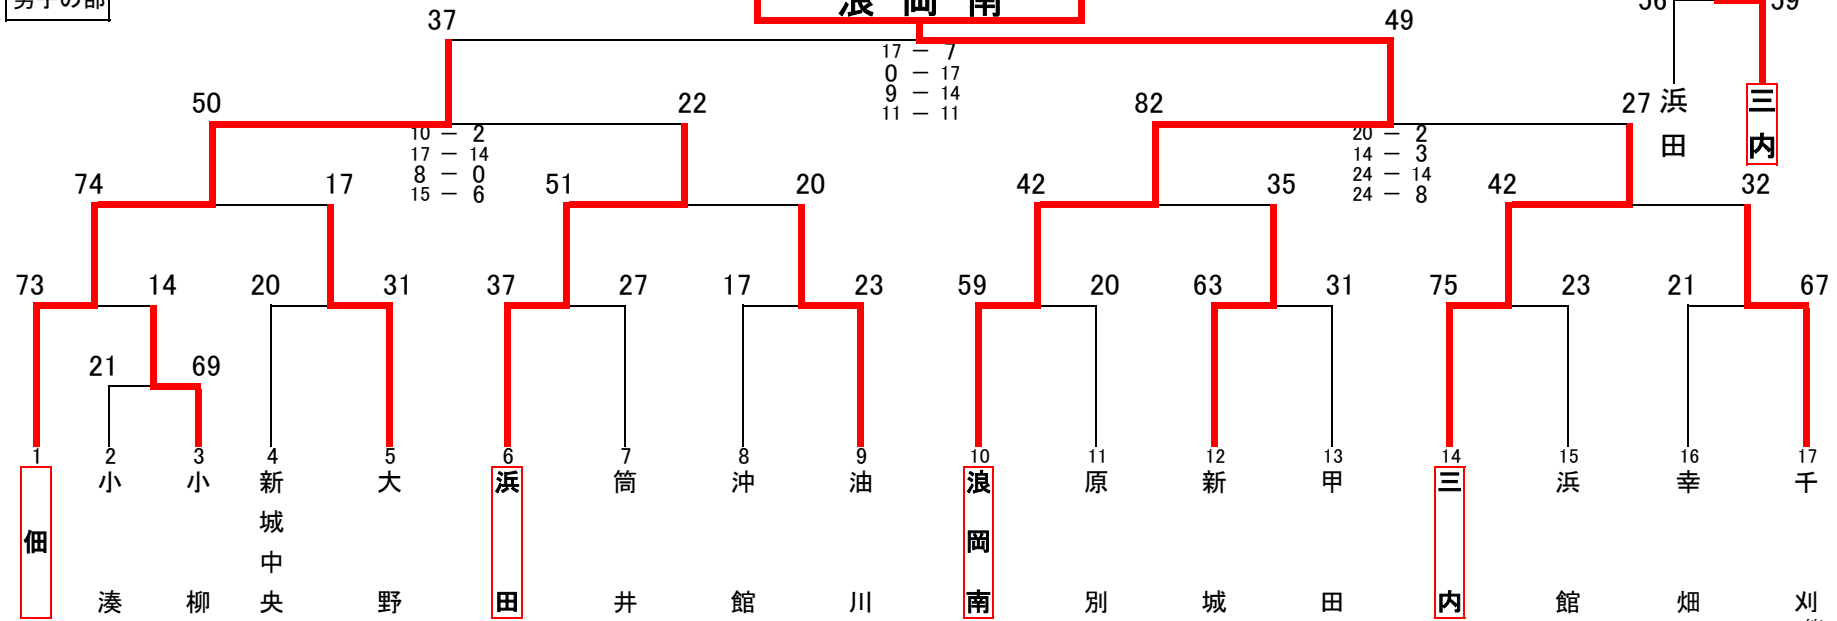 男子の部
浪岡南
56 59
37 49
17 － 7
0 － 17
9 － 14
11 － 11
浜田
三内
50 22 82 27
10 － 2
17 － 14
8 － 0
15 － 6
20 － 2
14 － 3
24 － 14
24 － 8
74 17 51 20 42 35 42 32
73 14 20 31 37 27 17 23 59 20 63 31 75 23 21 67
21 69
1 2 3 4 5 6 7 8 9 10 11 12 13 14 15 16 17
佃
小湊
小柳
新城中央
大野
浜田
筒井
沖館
油川
浪岡南
原別
新城
甲田
三内
浜館
幸畑
千刈